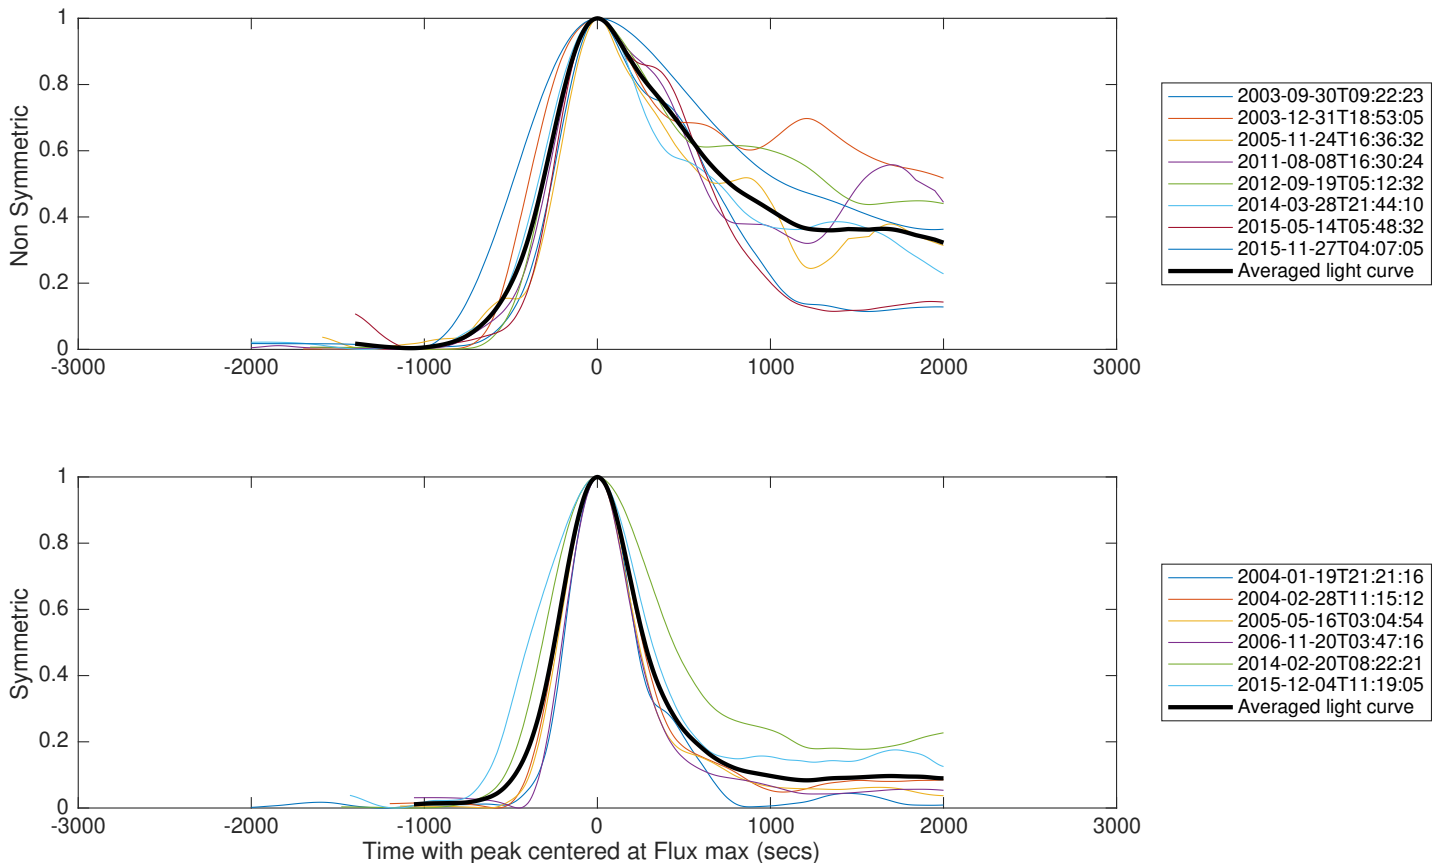 1
0.8
0.6
0.4
0.2
0
Non Symmetric
-3000
-2000
-1000
0
1000
2000
3000
2003-09-30T09:22:23
2003-12-31T18:53:05
2005-11-24T16:36:32
2011-08-08T16:30:24
2012-09-19T05:12:32
2014-03-28T21:44:10
2015-05-14T05:48:32
2015-11-27T04:07:05
Averaged light curve
1
0.8
0.6
0.4
0.2
0
Symmetric
-3000
-2000
-1000
0
1000
2000
3000
Time with peak centered at Flux max (secs)
2004-01-19T21:21:16
2004-02-28T11:15:12
2005-05-16T03:04:54
2006-11-20T03:47:16
2014-02-20T08:22:21
2015-12-04T11:19:05
Averaged light curve